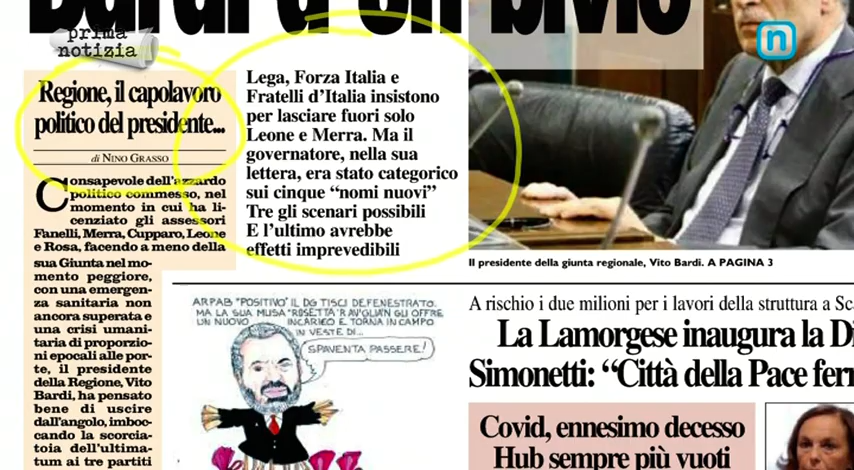 Bardi a un bivio
prima
notizia
n
Regione, il capolavoro
politico del presidente...
di NINO GRASSO
Consapevole dell'azzardo
politico commesso, nel
momento in cui ha li-
cenziato gli assessori
Fanelli, Merra, Cupparo, Leone
e Rosa, facendo a meno della
sua Giunta nel mo-
mento peggiore,
con una emergen-
za sanitaria non
ancora superata e
una crisi umani-
taria di proporzio-
ni epocali alle por-
te, il presidente
della Regione, Vito
Bardi, ha pensato
bene di uscire
dall'angolo, imboc-
cando la scorcia-
toia dell'ultima-
tum ai tre partiti
Lega, Forza Italia e
Fratelli d'Italia insistono
per lasciare fuori solo
Leone e Merra. Ma il
governatore, nella sua
lettera, era stato categorico
sui cinque “nomi nuovi”
Tre gli scenari possibili
E l'ultimo avrebbe
effetti imprevedibili
Il presidente della giunta regionale, Vito Bardi. A PAGINA 3
ARPAB "POSITIVO" IL DG TISCI DEFENESTRATO.
MA LA SUA MUSA "ROSETTA" R'AV'GLIAN GLI OFFRE
UN NUOVO INCARICO E TORNA IN CAMPO
IN VESTE DI...
SPAVENTA PASSERE!
A rischio i due milioni per i lavori della struttura a Sca
La Lamorgese inaugura la Di
Simonetti: “Città della Pace fer
Covid, ennesimo decesso
Hub sempre più vuoti